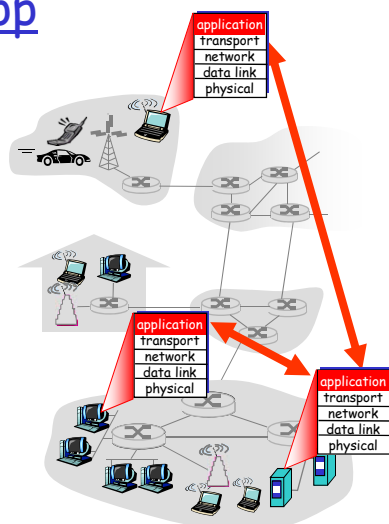 pp
application
transport
network
data link
physical
application
transport
network
data link
physical
application
transport
network
data link
physical